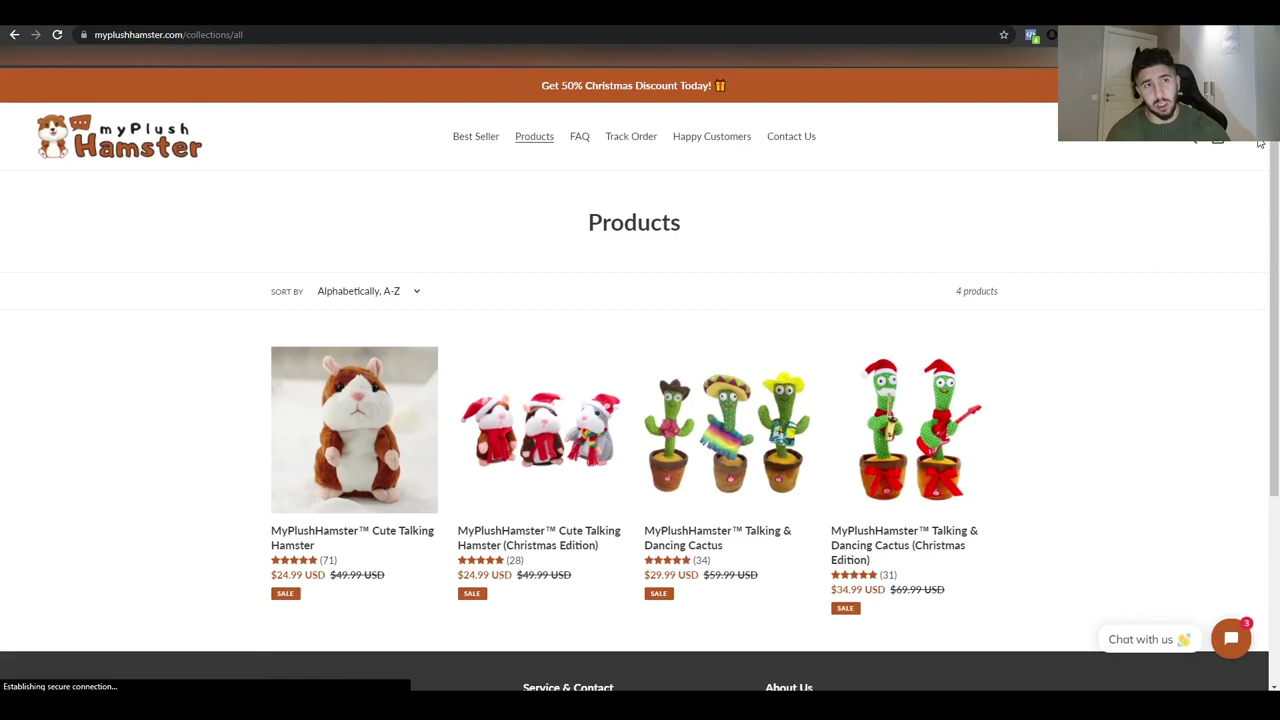 myplushhamster.com/collections/all
Get 50% Christmas Discount Today! 🎁
myPlush
Hamster
Best Seller Products FAQ Track Order Happy Customers Contact Us
Products
SORT BY Alphabetically, A-Z
4 products
MyPlushHamster™ Cute Talking
Hamster
(71)
$24.99 USD $49.99 USD
SALE
MyPlushHamster™ Cute Talking
Hamster (Christmas Edition)
(28)
$24.99 USD $49.99 USD
SALE
MyPlushHamster™ Talking &
Dancing Cactus
(34)
$29.99 USD $59.99 USD
SALE
MyPlushHamster™ Talking &
Dancing Cactus (Christmas
Edition)
(31)
$34.99 USD $69.99 USD
SALE
Chat with us 👋
3
Establishing secure connection...
Service & Contact
About Us